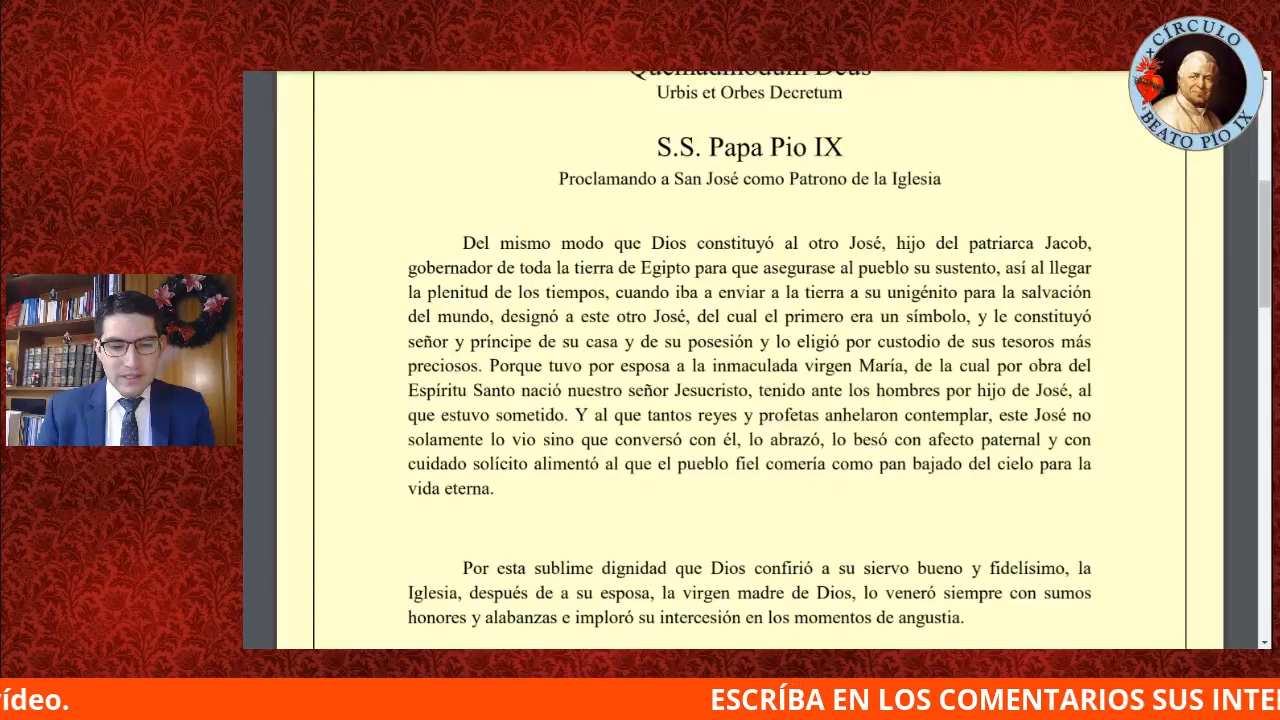 CÍRCULO
BEATO PIO IX
Quemadmodum Deus
Urbis et Orbes Decretum
S.S. Papa Pio IX
Proclamando a San José como Patrono de la Iglesia
Del mismo modo que Dios constituyó al otro José, hijo del patriarca Jacob,
gobernador de toda la tierra de Egipto para que asegurase al pueblo su sustento, así al llegar
la plenitud de los tiempos, cuando iba a enviar a la tierra a su unigénito para la salvación
del mundo, designó a este otro José, del cual el primero era un símbolo, y le constituyó
señor y príncipe de su casa y de su posesión y lo eligió por custodio de sus tesoros más
preciosos. Porque tuvo por esposa a la inmaculada virgen María, de la cual por obra del
Espíritu Santo nació nuestro señor Jesucristo, tenido ante los hombres por hijo de José, al
que estuvo sometido. Y al que tantos reyes y profetas anhelaron contemplar, este José no
solamente lo vio sino que conversó con él, lo abrazó, lo besó con afecto paternal y con
cuidado solícito alimentó al que el pueblo fiel comería como pan bajado del cielo para la
vida eterna.
Por esta sublime dignidad que Dios confirió a su siervo bueno y fidelísimo, la
Iglesia, después de a su esposa, la virgen madre de Dios, lo veneró siempre con sumos
honores y alabanzas e imploró su intercesión en los momentos de angustia.
vídeo. ESCRÍBA EN LOS COMENTARIOS SUS INTE